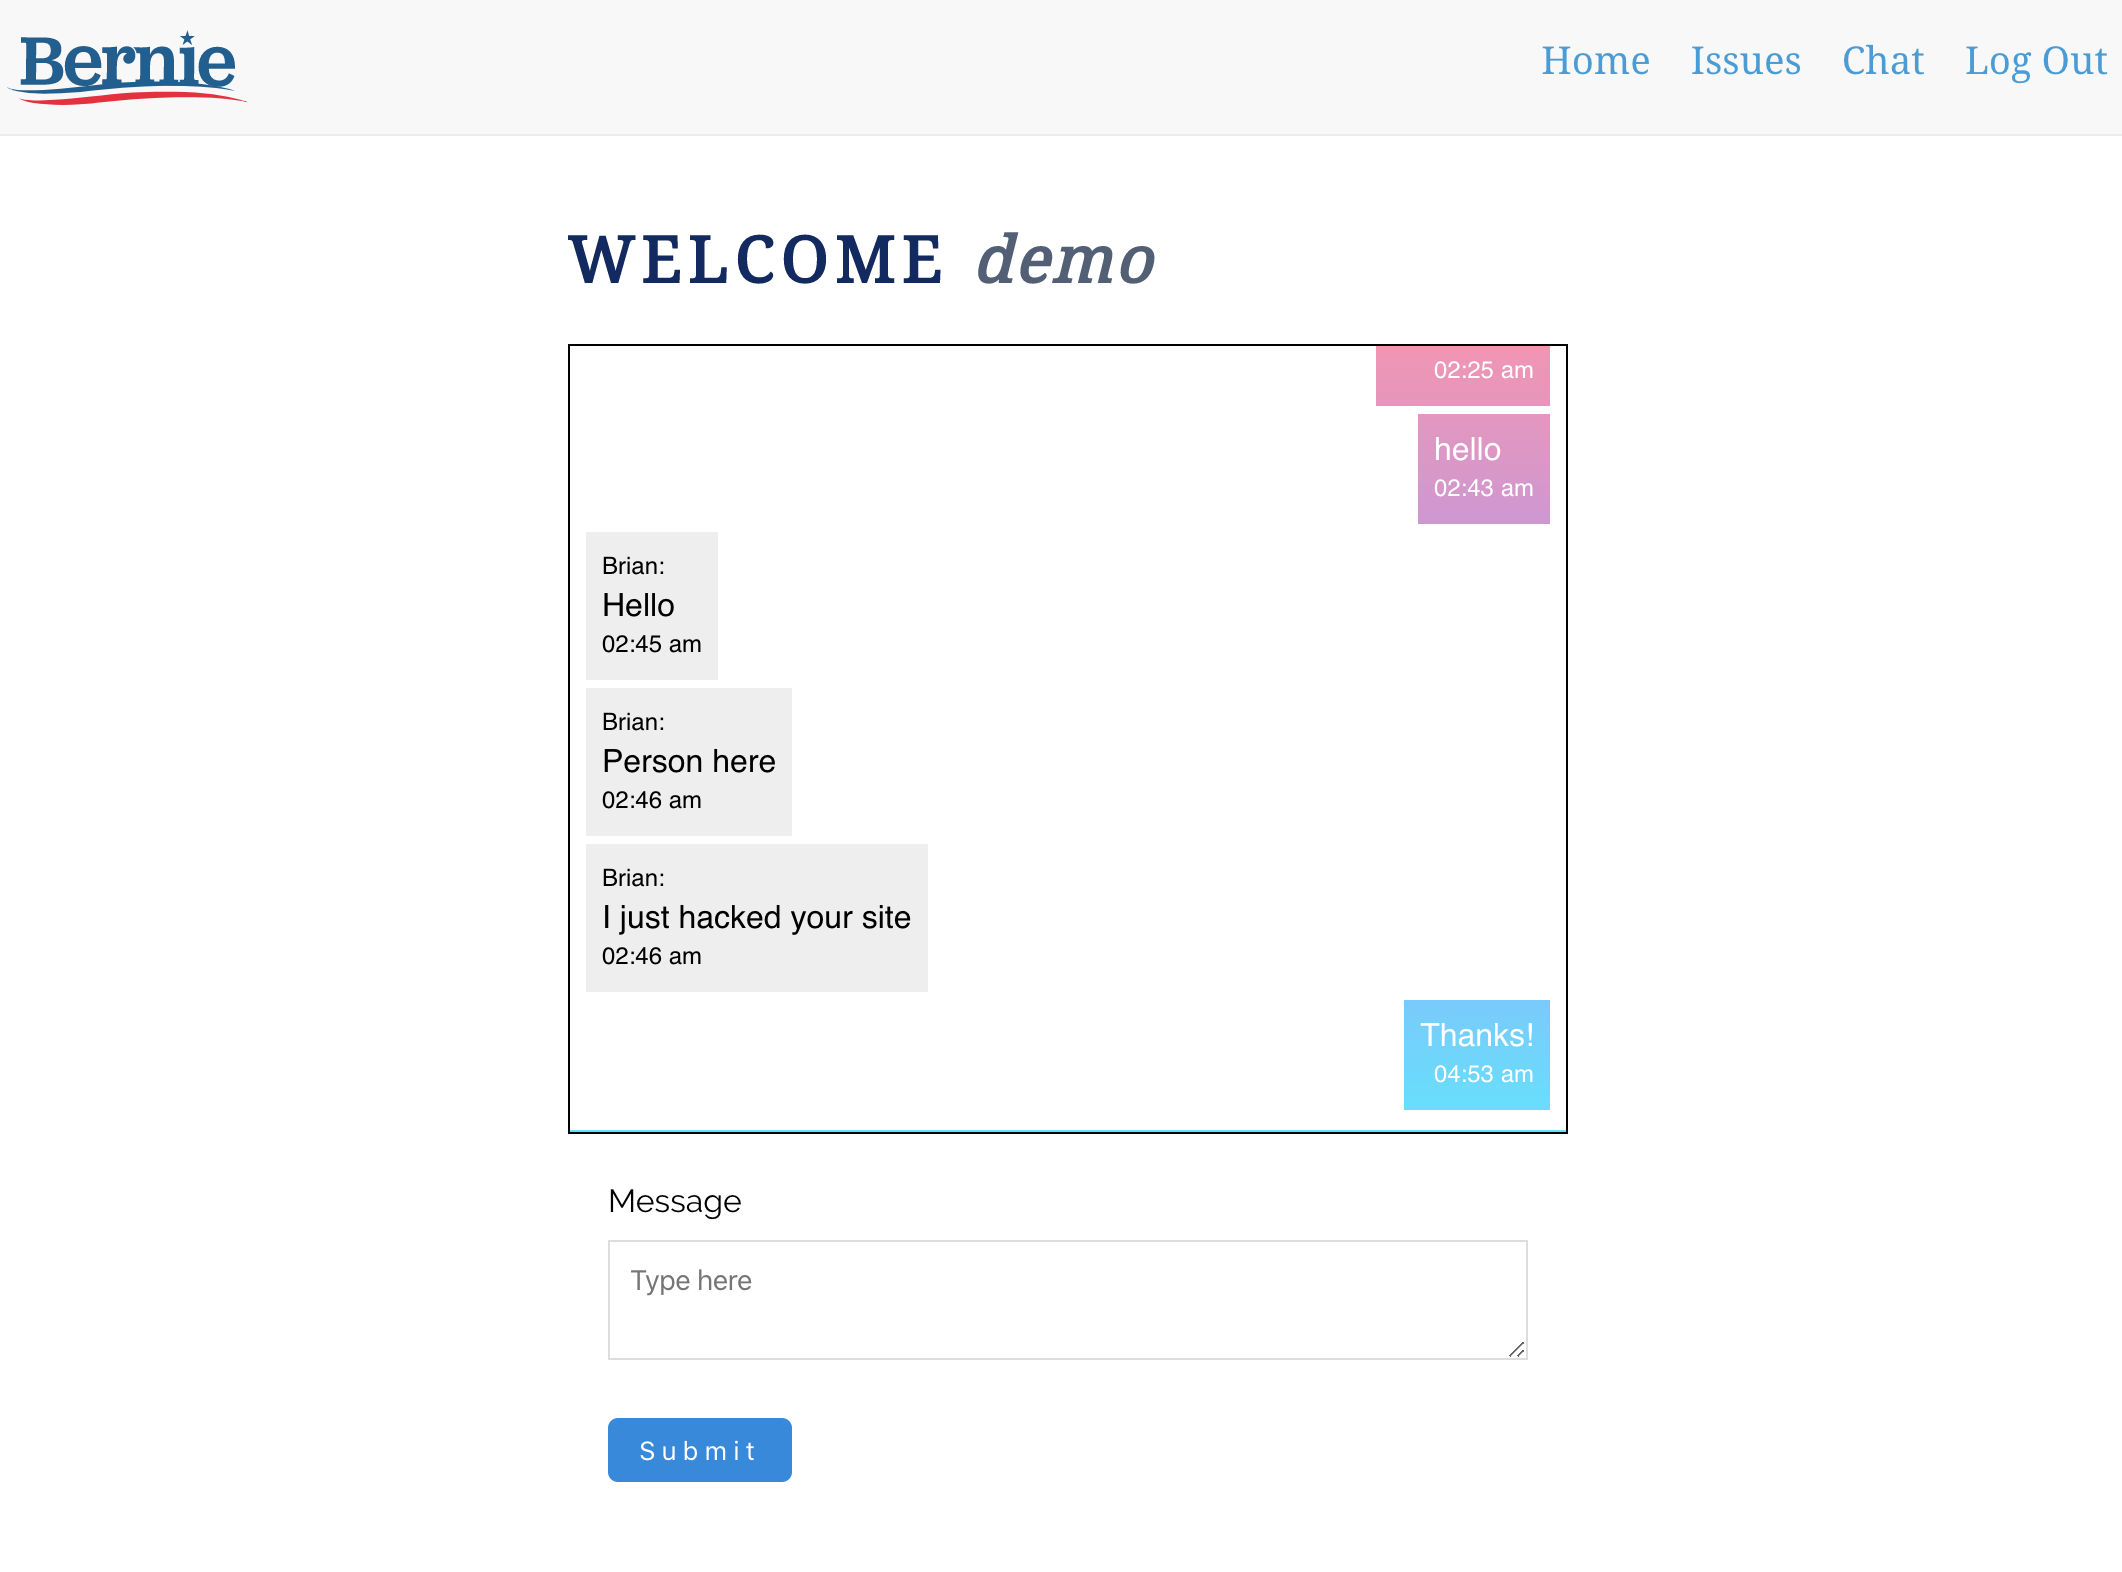 Bernie
Home Issues Chat Log Out
WELCOME demo
02:25 am
hello
02:43 am
Brian:
Hello
02:45 am
Brian:
Person here
02:46 am
Brian:
I just hacked your site
02:46 am
Thanks!
04:53 am
Message
Type here
Submit